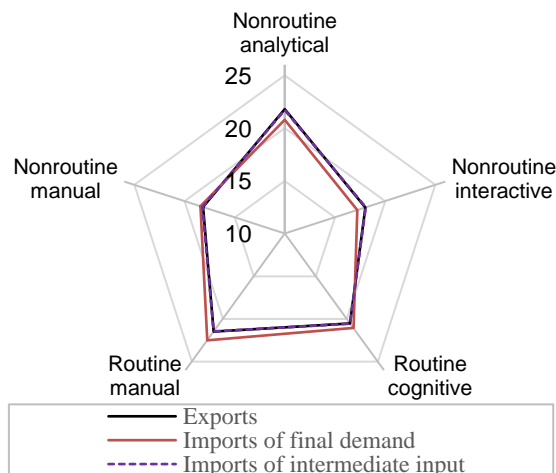 Nonroutine
analytical
25
20
15
10
Nonroutine
manual
Nonroutine
interactive
Routine
manual
Routine
cognitive
Exports
Imports of final demand
Imports of intermediate input